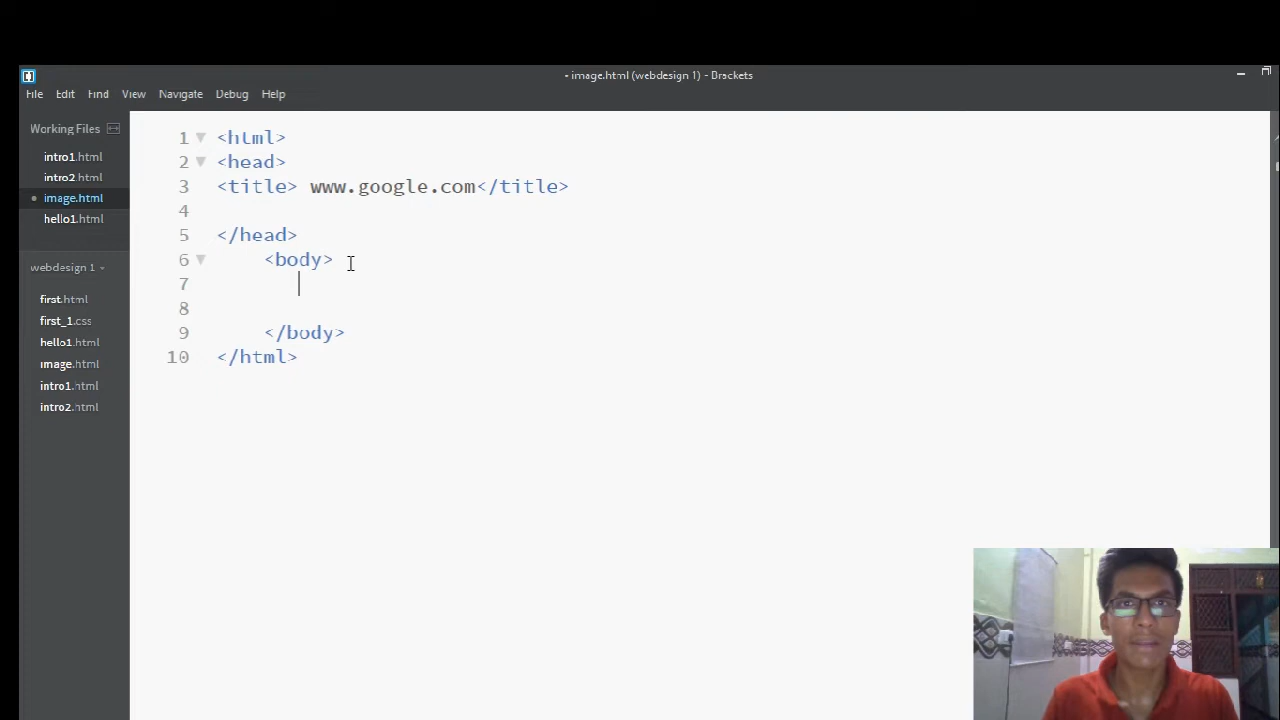 - image.html (webdesign 1) - Brackets
File Edit Find View Navigate Debug Help
Working Files
intro1.html
intro2.html
image.html
hello1.html
webdesign 1
first.html
first_1.css
hello1.html
image.html
intro1.html
intro2.html
1 <html>
2 <head>
3 <title> www.google.com</title>
4
5 </head>
6 <body>
7
8
9 </body>
10 </html>